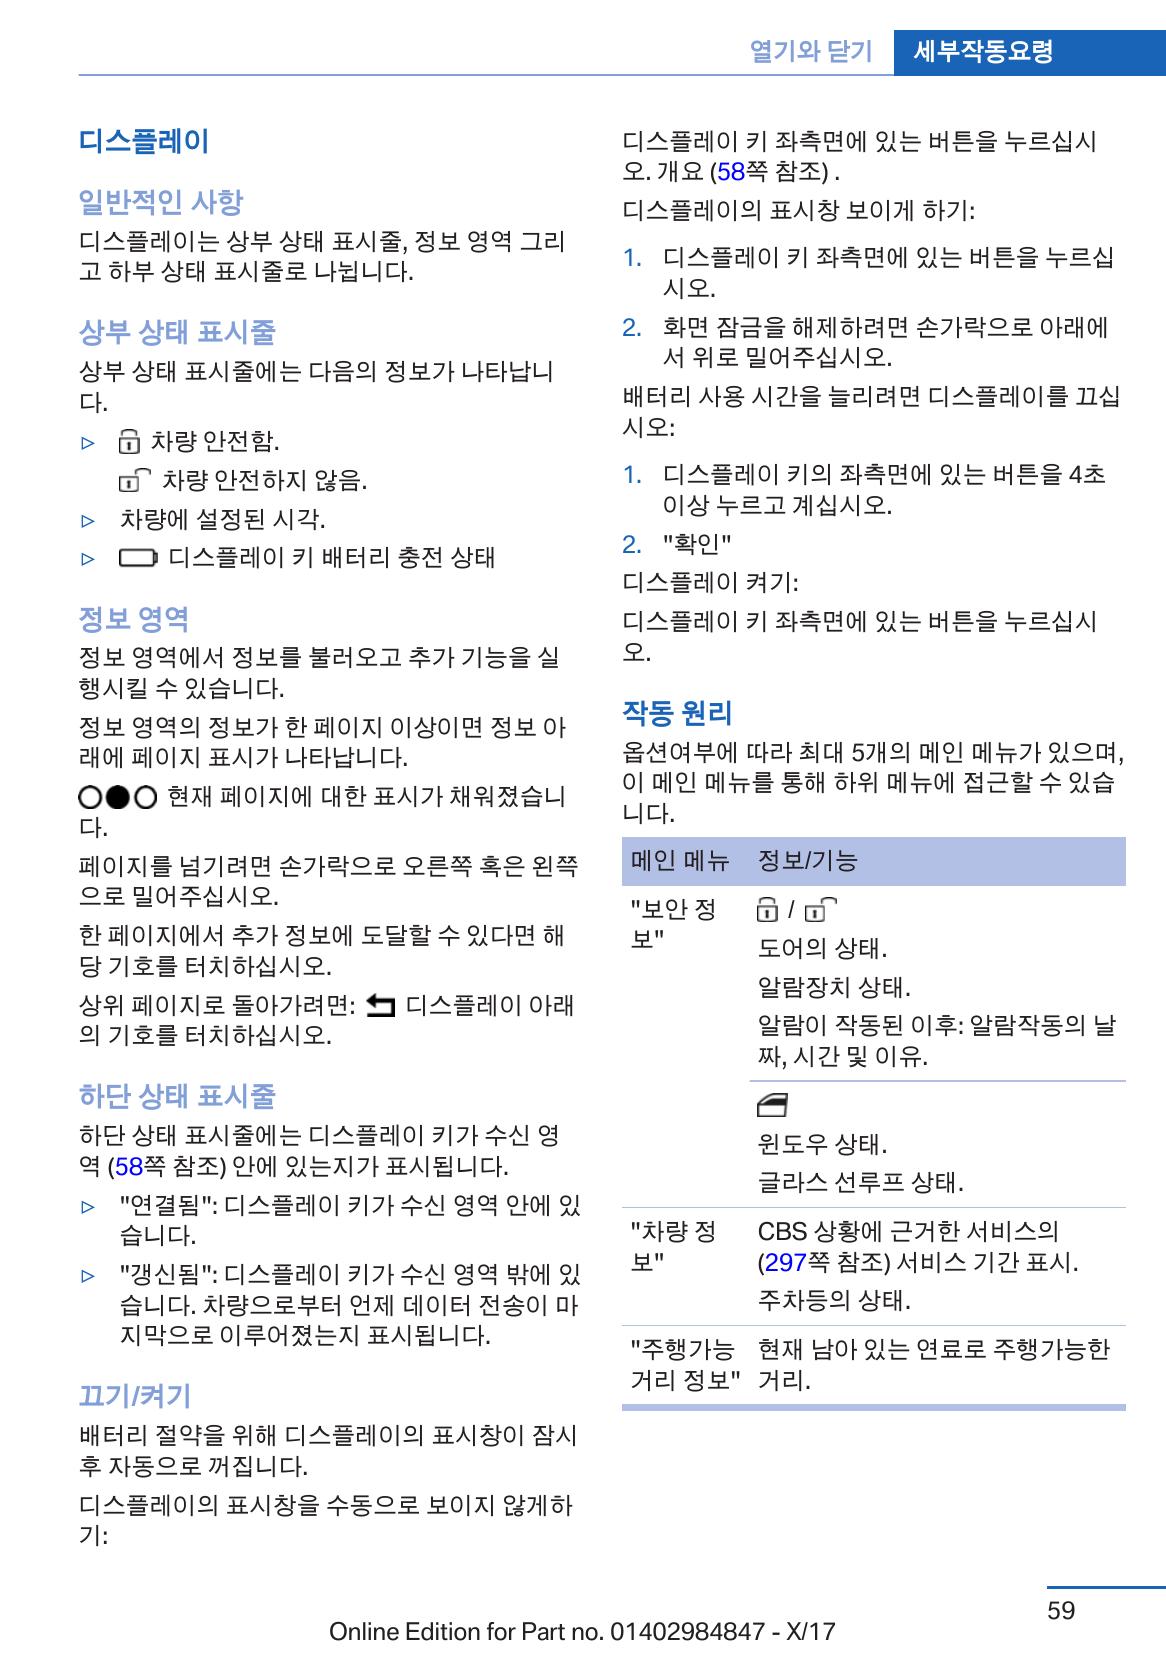 열기와 닫기 세부작동요령
디스플레이
일반적인 사항
디스플레이는 상부 상태 표시줄, 정보 영역 그리
고 하부 상태 표시줄로 나뉩니다.
상부 상태 표시줄
상부 상태 표시줄에는 다음의 정보가 나타납니
다.
▷ 차량 안전함.
차량 안전하지 않음.
▷ 차량에 설정된 시각.
▷ 디스플레이 키 배터리 충전 상태
정보 영역
정보 영역에서 정보를 불러오고 추가 기능을 실
행시킬 수 있습니다.
정보 영역의 정보가 한 페이지 이상이면 정보 아
래에 페이지 표시가 나타납니다.
현재 페이지에 대한 표시가 채워졌습니
다.
페이지를 넘기려면 손가락으로 오른쪽 혹은 왼쪽
으로 밀어주십시오.
한 페이지에서 추가 정보에 도달할 수 있다면 해
당 기호를 터치하십시오.
상위 페이지로 돌아가려면: 디스플레이 아래
의 기호를 터치하십시오.
하단 상태 표시줄
하단 상태 표시줄에는 디스플레이 키가 수신 영
역 (58쪽 참조) 안에 있는지가 표시됩니다.
▷ "연결됨": 디스플레이 키가 수신 영역 안에 있
습니다.
▷ "갱신됨": 디스플레이 키가 수신 영역 밖에 있
습니다. 차량으로부터 언제 데이터 전송이 마
지막으로 이루어졌는지 표시됩니다.
끄기/켜기
배터리 절약을 위해 디스플레이의 표시창이 잠시
후 자동으로 꺼집니다.
디스플레이의 표시창을 수동으로 보이지 않게하
기:
디스플레이 키 좌측면에 있는 버튼을 누르십시
오. 개요 (58쪽 참조) .
디스플레이의 표시창 보이게 하기:
1. 디스플레이 키 좌측면에 있는 버튼을 누르십
시오.
2. 화면 잠금을 해제하려면 손가락으로 아래에
서 위로 밀어주십시오.
배터리 사용 시간을 늘리려면 디스플레이를 끄십
시오:
1. 디스플레이 키의 좌측면에 있는 버튼을 4초
이상 누르고 계십시오.
2. "확인"
디스플레이 켜기:
디스플레이 키 좌측면에 있는 버튼을 누르십시
오.
작동 원리
옵션여부에 따라 최대 5개의 메인 메뉴가 있으며,
이 메인 메뉴를 통해 하위 메뉴에 접근할 수 있습
니다.
메인 메뉴 정보/기능
"보안 정 /
보"
도어의 상태.
알람장치 상태.
알람이 작동된 이후: 알람작동의 날
짜, 시간 및 이유.
윈도우 상태.
글라스 선루프 상태.
"차량 정 CBS 상황에 근거한 서비스의
보" (297쪽 참조) 서비스 기간 표시.
주차등의 상태.
"주행가능 현재 남아 있는 연료로 주행가능한
거리 정보" 거리.
59
Online Edition for Part no. 01402984847 - X/17